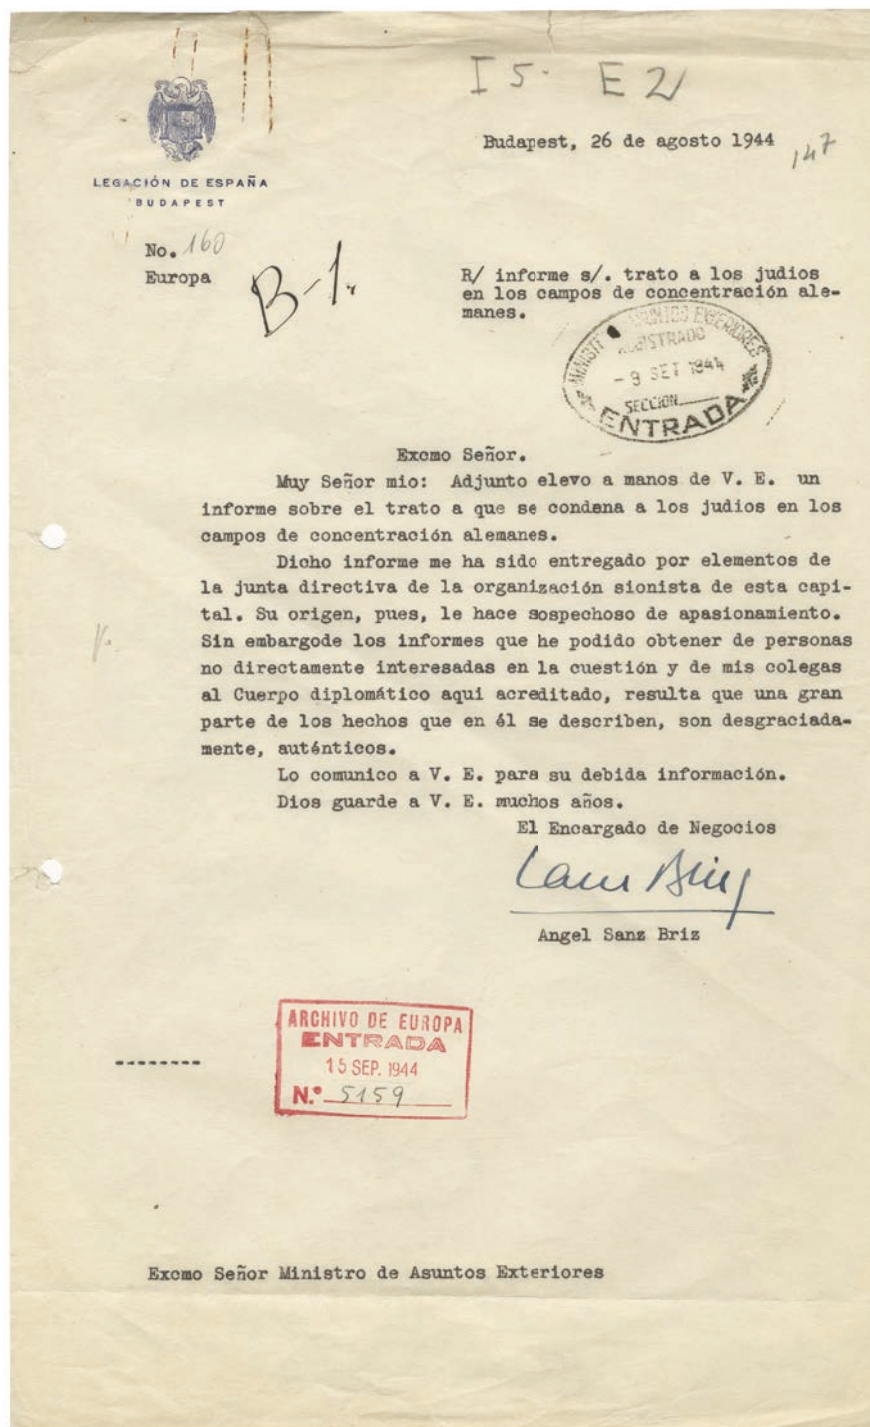 I5. E2
Budapest, 26 de agosto 1944
147
LEGACIÓN DE ESPAÑA
BUDAPEST
No. 160
Europa
B-1.
R/ informe s/. trato a los judios
en los campos de concentración ale-
manes.
ASUNTOS EXTERIORES
REGISTRADO
- 9 SET 1944
SECCION
ENTRADA
Excmo Señor.
Muy Señor mio: Adjunto elevo a manos de V. E. un
informe sobre el trato a que se condena a los judios en los
campos de concentración alemanes.
Dicho informe me ha sido entregado por elementos de
la junta directiva de la organización sionista de esta capi-
tal. Su origen, pues, le hace sospechoso de apasionamiento.
Sin embargode los informes que he podido obtener de personas
no directamente interesadas en la cuestión y de mis colegas
al Cuerpo diplomático aqui acreditado, resulta que una gran
parte de los hechos que en él se describen, son desgraciada-
mente, auténticos.
Lo comunico a V. E. para su debida información.
Dios guarde a V. E. muchos años.
El Encargado de Negocios
Angel Sanz Briz
ARCHIVO DE EUROPA
ENTRADA
15 SEP. 1944
N.º 5159
Excmo Señor Ministro de Asuntos Exteriores